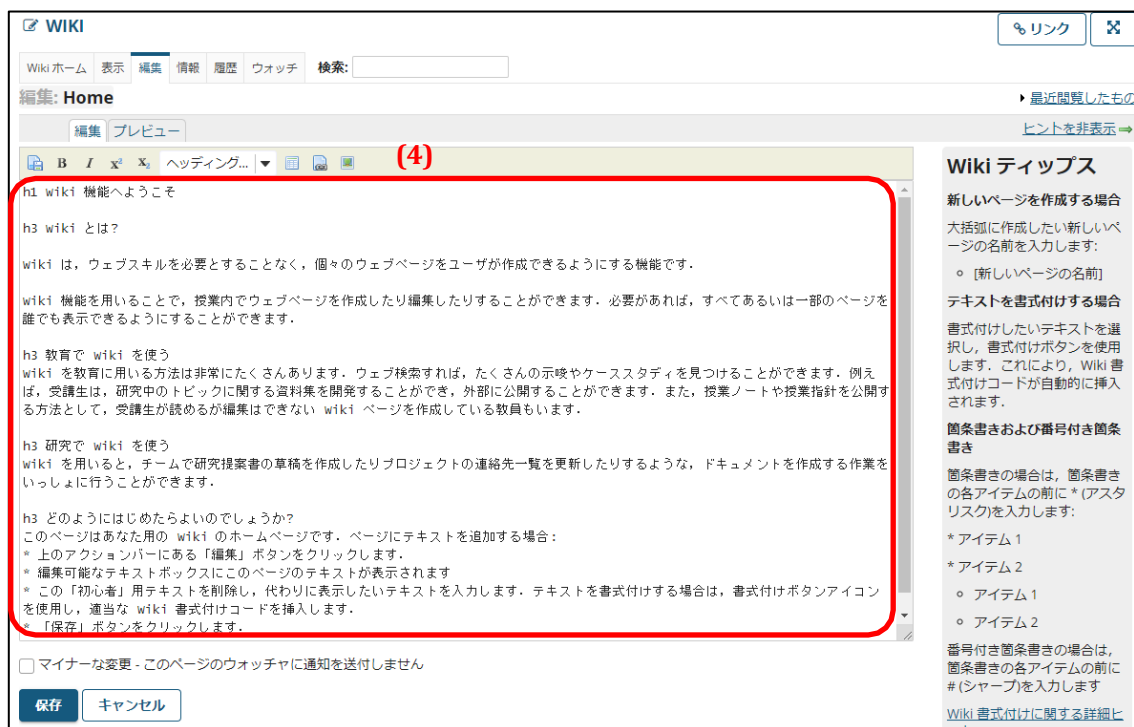 WIKI
リンク
Wiki ホーム 表示 編集 情報 履歴 ウォッチ 検索:
編集: Home
最近閲覧したもの
編集 プレビュー
ヒントを非表示
B I x² X₂ ヘッディング...
(4)
h1 Wiki 機能へようこそ
h3 Wiki とは?
Wiki は，ウェブスキルを必要とすることなく，個々のウェブページをユーザが作成できるようにする機能です．
Wiki 機能を用いることで，授業内でウェブページを作成したり編集したりすることができます．必要があれば，すべてあるいは一部のページを
誰でも表示できるようにすることができます．
h3 教育で Wiki を使う
Wiki を教育に用いる方法は非常にたくさんあります．ウェブ検索すれば，たくさんの示唆やケーススタディを見つけることができます．例え
ば，受講生は，研究中のトピックに関する資料集を開発することができ，外部に公開することができます．また，授業ノートや授業指針を公開す
る方法として，受講生が読めるが編集はできない Wiki ページを作成している教員もいます．
h3 研究で Wiki を使う
Wiki を用いると，チームで研究提案書の草稿を作成したりプロジェクトの連絡先一覧を更新したりするような，ドキュメントを作成する作業を
いっしょに行うことができます．
h3 どのようにはじめたらよいのでしょうか?
このページはあなた用の Wiki のホームページです．ページにテキストを追加する場合:
* 上のアクションバーにある「編集」ボタンをクリックします．
* 編集可能なテキストボックスにこのページのテキストが表示されます
* この「初心者」用テキストを削除し，代わりに表示したいテキストを入力します．テキストを書式付けする場合は，書式付けボタンアイコン
を使用し，適当な Wiki 書式付けコードを挿入します．
* 「保存」ボタンをクリックします．
マイナーな変更 - このページのウォッチャに通知を送付しません
保存 キャンセル
Wiki ティップス
新しいページを作成する場合
大括弧に作成したい新しいペ
ージの名前を入力します:
[新しいページの名前]
テキストを書式付けする場合
書式付けしたいテキストを選
択し，書式付けボタンを使用
します．これにより，Wiki 書
式付けコードが自動的に挿入
されます．
箇条書きおよび番号付き箇条
書き
箇条書きの場合は，箇条書き
の各アイテムの前に * (アスタ
リスク)を入力します:
* アイテム 1
* アイテム 2
アイテム 1
アイテム 2
番号付き箇条書きの場合は，
箇条書きの各アイテムの前に
# (シャープ)を入力します
Wiki 書式付けに関する詳細ヒ